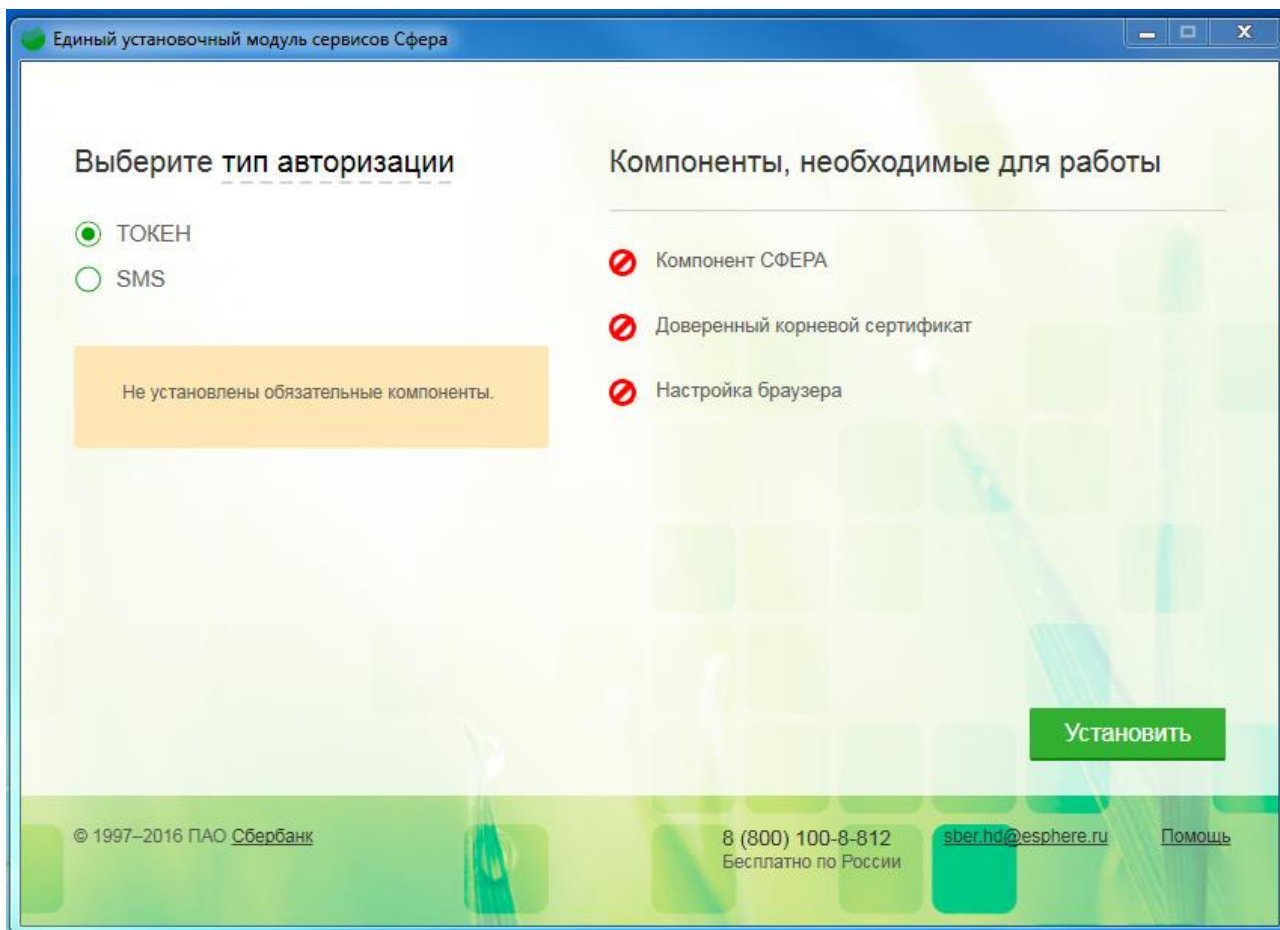 Единый установочный модуль сервисов Сфера
Выберите тип авторизации
ТОКЕН
SMS
Не установлены обязательные компоненты.
Компоненты, необходимые для работы
Компонент СФЕРА
Доверенный корневой сертификат
Настройка браузера
Установить
© 1997–2016 ПАО Сбербанк
8 (800) 100-8-812
Бесплатно по России
sber.hd@esphere.ru
Помощь